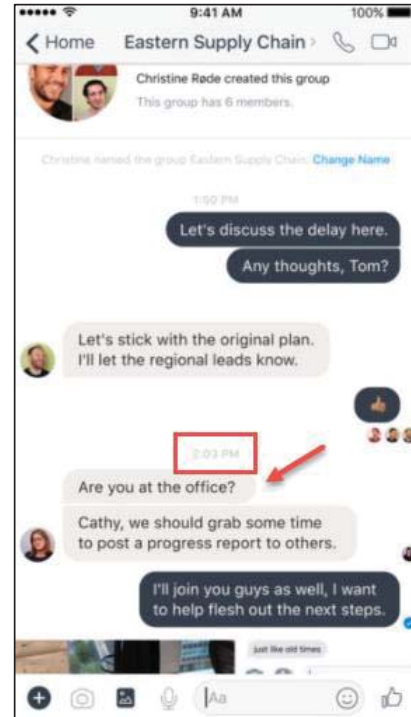 9:41 AM
100%
Home
Eastern Supply Chain
Christine Røde created this group
This group has 6 members.
Christine named the group Eastern Supply Chain. Change Name
1:50 PM
Let's discuss the delay here.
Any thoughts, Tom?
Let's stick with the original plan.
I'll let the regional leads know.
2:03 PM
Are you at the office?
Cathy, we should grab some time
to post a progress report to others.
I'll join you guys as well, I want
to help flesh out the next steps.
just like old times
Aa